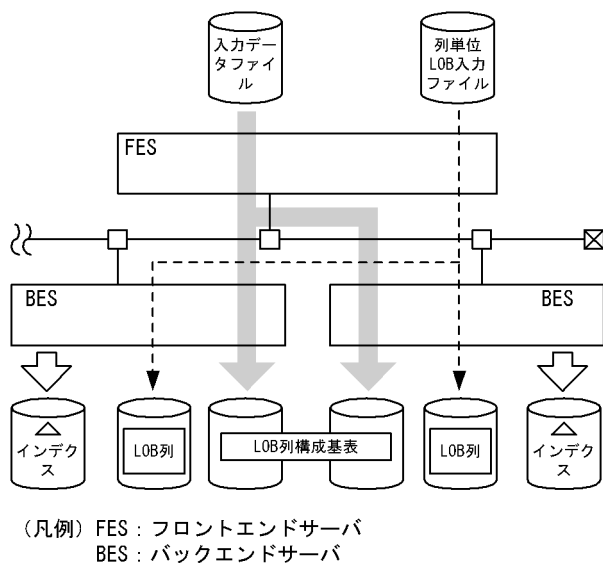 入力デー
タファイ
ル
列単位
LOB入力
ファイル
FES
BES
BES
インデク
ス
LOB列
LOB列構成基表
LOB列
インデク
ス
（凡例）FES：フロントエンドサーバ
BES：バックエンドサーバ